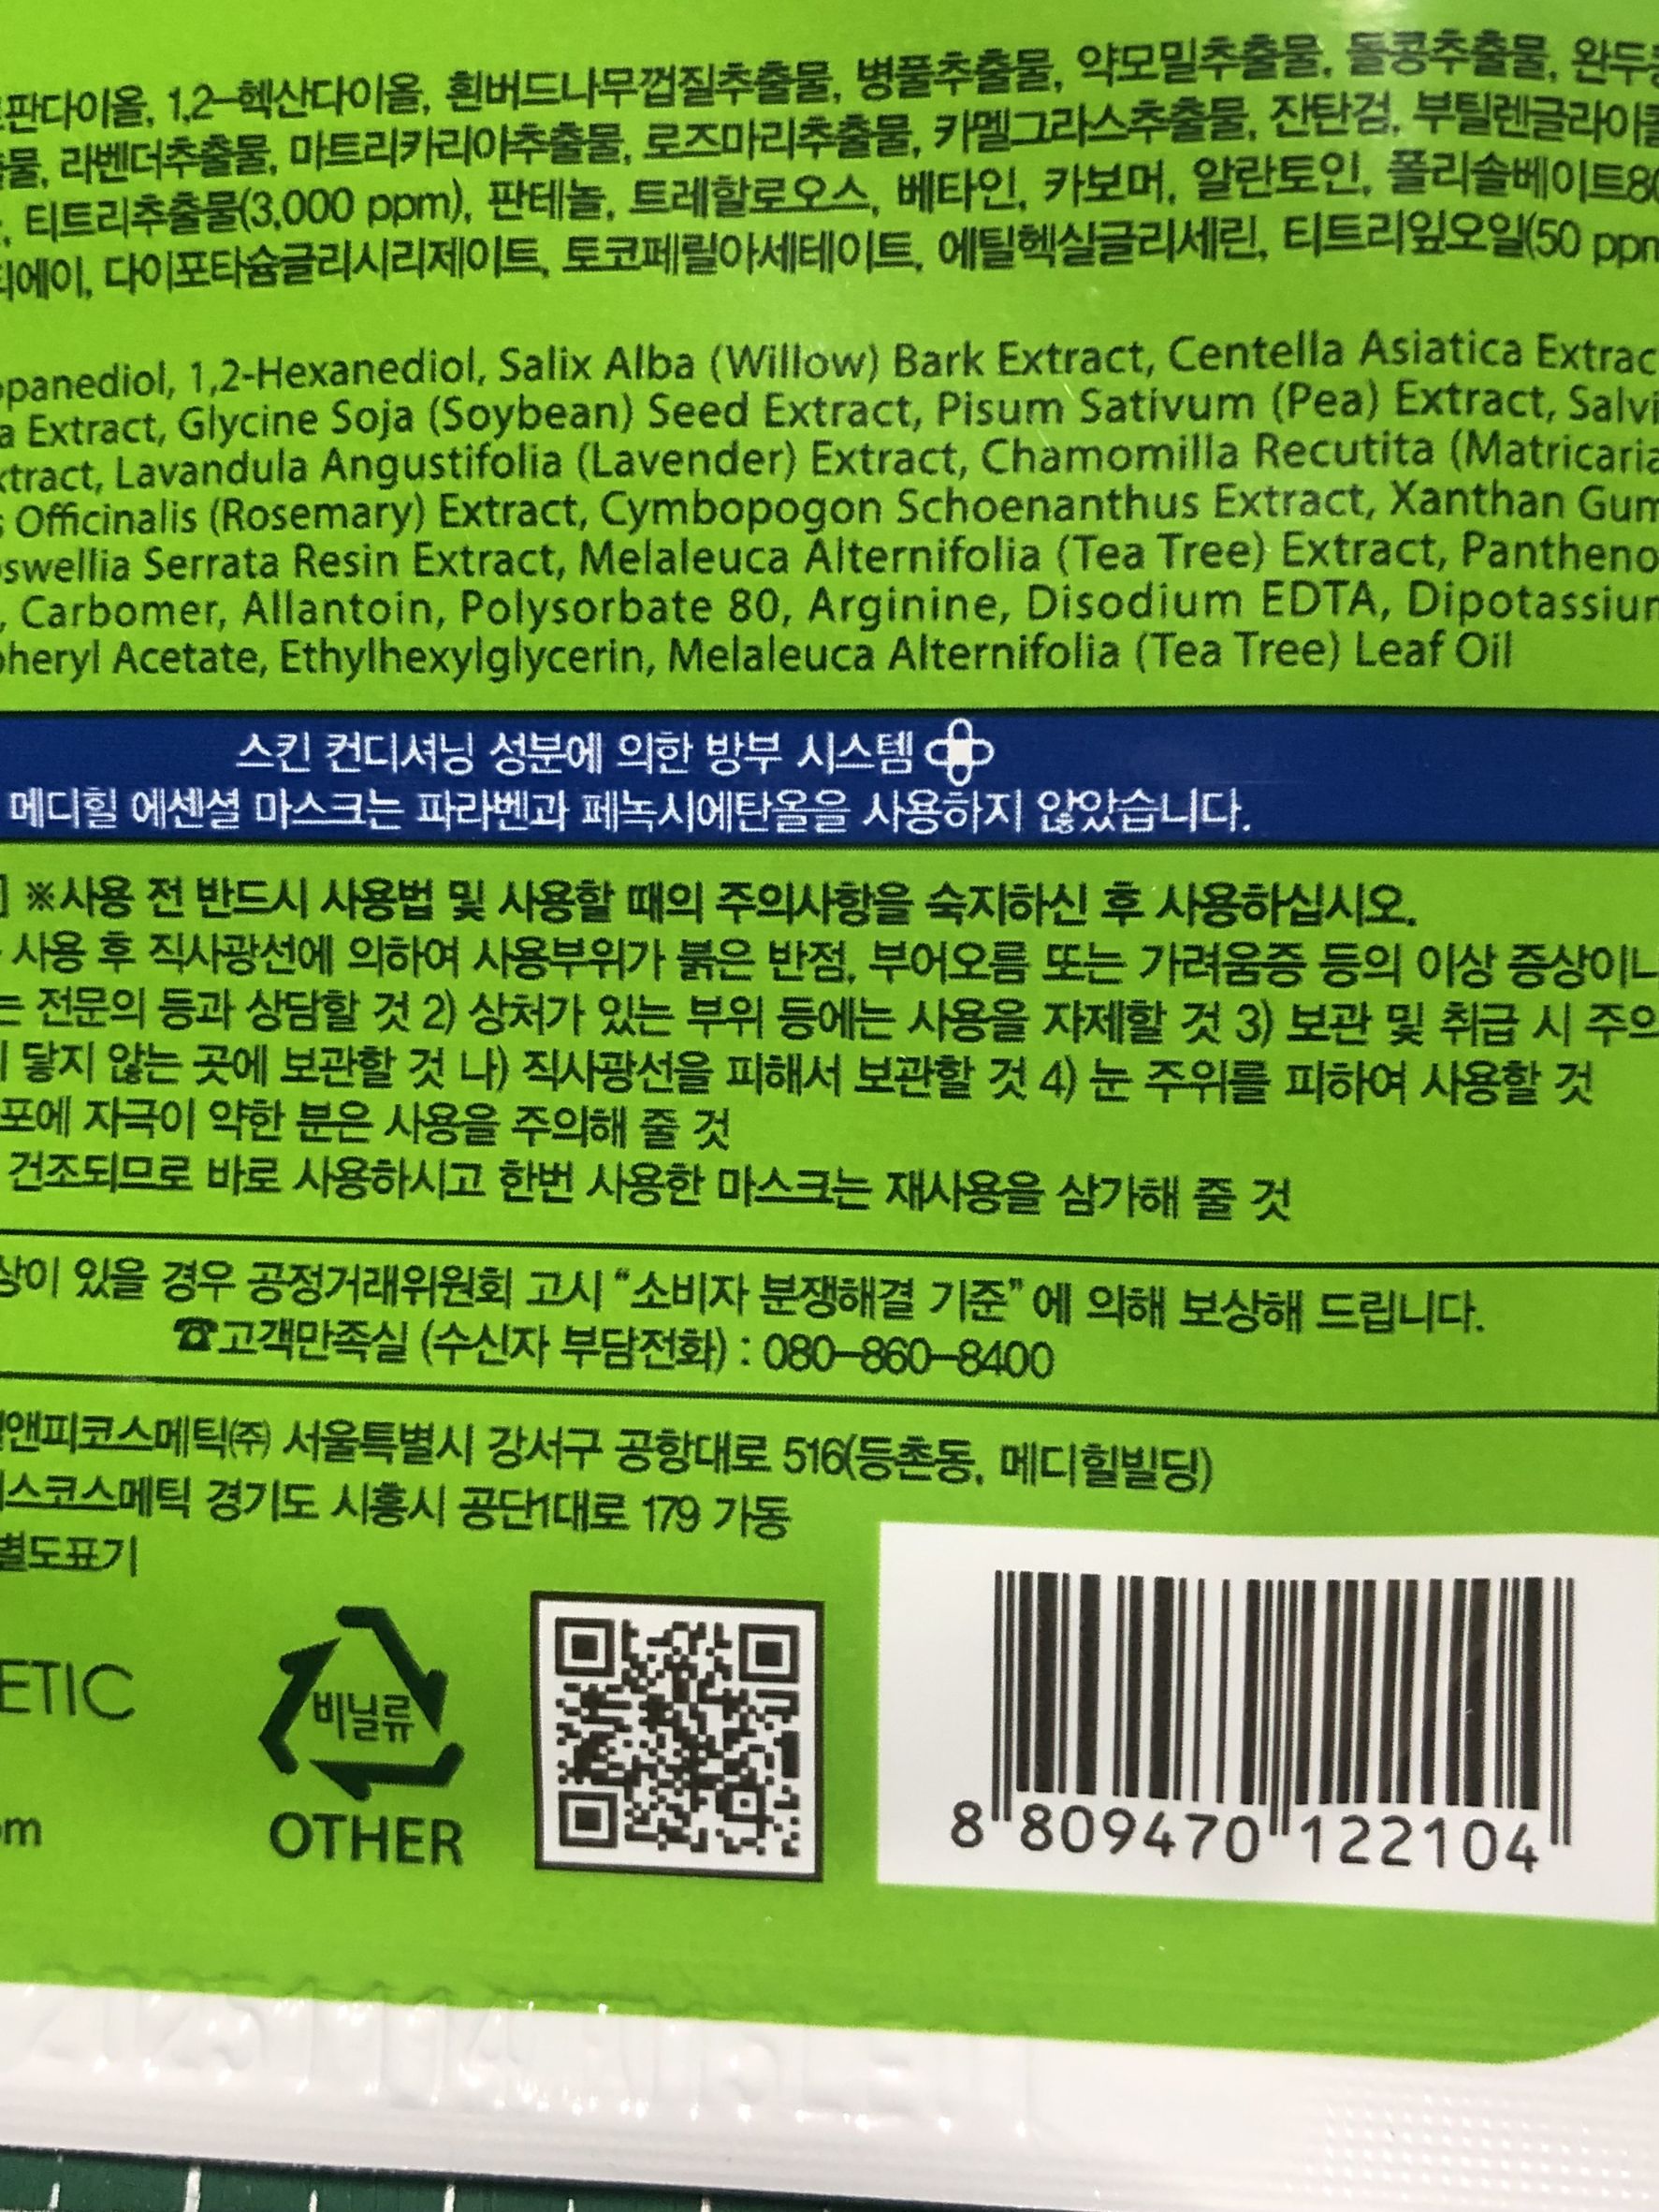 판다이올, 1,2-헥산다이올, 흰버드나무껍질추출물, 병풀추출물, 약모밀추출물, 돌콩추출물, 완두콩
물, 라벤더추출물, 마트리카리아추출물, 로즈마리추출물, 카멜그라스추출물, 잔탄검, 부틸렌글라이콜
, 티트리추출물(3,000 ppm), 판테놀, 트레할로오스, 베타인, 카보머, 알란토인, 폴리솔베이트80
티에이, 다이포타슘글리시리제이트, 토코페릴아세테이트, 에틸헥실글리세린, 티트리잎오일(50 ppm
panediol, 1,2-Hexanediol, Salix Alba (Willow) Bark Extract, Centella Asiatica Extrac
a Extract, Glycine Soja (Soybean) Seed Extract, Pisum Sativum (Pea) Extract, Salvi
xtract, Lavandula Angustifolia (Lavender) Extract, Chamomilla Recutita (Matricaria
s Officinalis (Rosemary) Extract, Cymbopogon Schoenanthus Extract, Xanthan Gum
swellia Serrata Resin Extract, Melaleuca Alternifolia (Tea Tree) Extract, Pantheno
, Carbomer, Allantoin, Polysorbate 80, Arginine, Disodium EDTA, Dipotassium
pheryl Acetate, Ethylhexylglycerin, Melaleuca Alternifolia (Tea Tree) Leaf Oil
스킨 컨디셔닝 성분에 의한 방부 시스템
메디힐 에센셜 마스크는 파라벤과 페녹시에탄올을 사용하지 않았습니다.
] ※사용 전 반드시 사용법 및 사용할 때의 주의사항을 숙지하신 후 사용하십시오.
사용 후 직사광선에 의하여 사용부위가 붉은 반점, 부어오름 또는 가려움증 등의 이상 증상이나
는 전문의 등과 상담할 것 2) 상처가 있는 부위 등에는 사용을 자제할 것 3) 보관 및 취급 시 주의
닿지 않는 곳에 보관할 것 나) 직사광선을 피해서 보관할 것 4) 눈 주위를 피하여 사용할 것
포에 자극이 약한 분은 사용을 주의해 줄 것
건조되므로 바로 사용하시고 한번 사용한 마스크는 재사용을 삼가해 줄 것
상이 있을 경우 공정거래위원회 고시 “소비자 분쟁해결 기준”에 의해 보상해 드립니다.
☎고객만족실 (수신자 부담전화) : 080-860-8400
앤피코스메틱㈜ 서울특별시 강서구 공항대로 516(등촌동, 메디힐빌딩)
스코스메틱 경기도 시흥시 공단1대로 179 가동
별도표기
ETIC
비닐류
OTHER
om
8 809470 122104